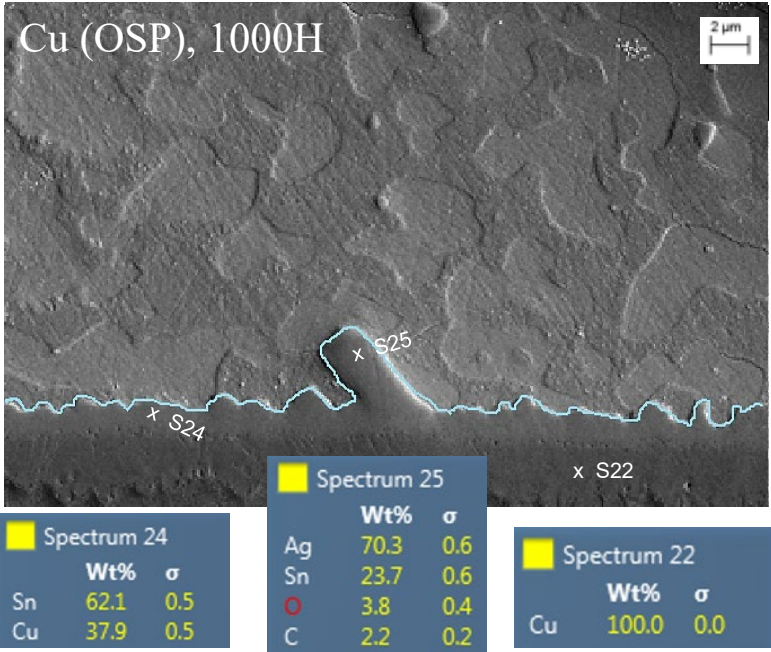 Cu (OSP), 1000H
2 µm
x S25
x S24
x S22
Spectrum 25
Wt% σ
Ag 70.3 0.6
Sn 23.7 0.6
O 3.8 0.4
C 2.2 0.2
Spectrum 24
Wt% σ
Sn 62.1 0.5
Cu 37.9 0.5
Spectrum 22
Wt% σ
Cu 100.0 0.0